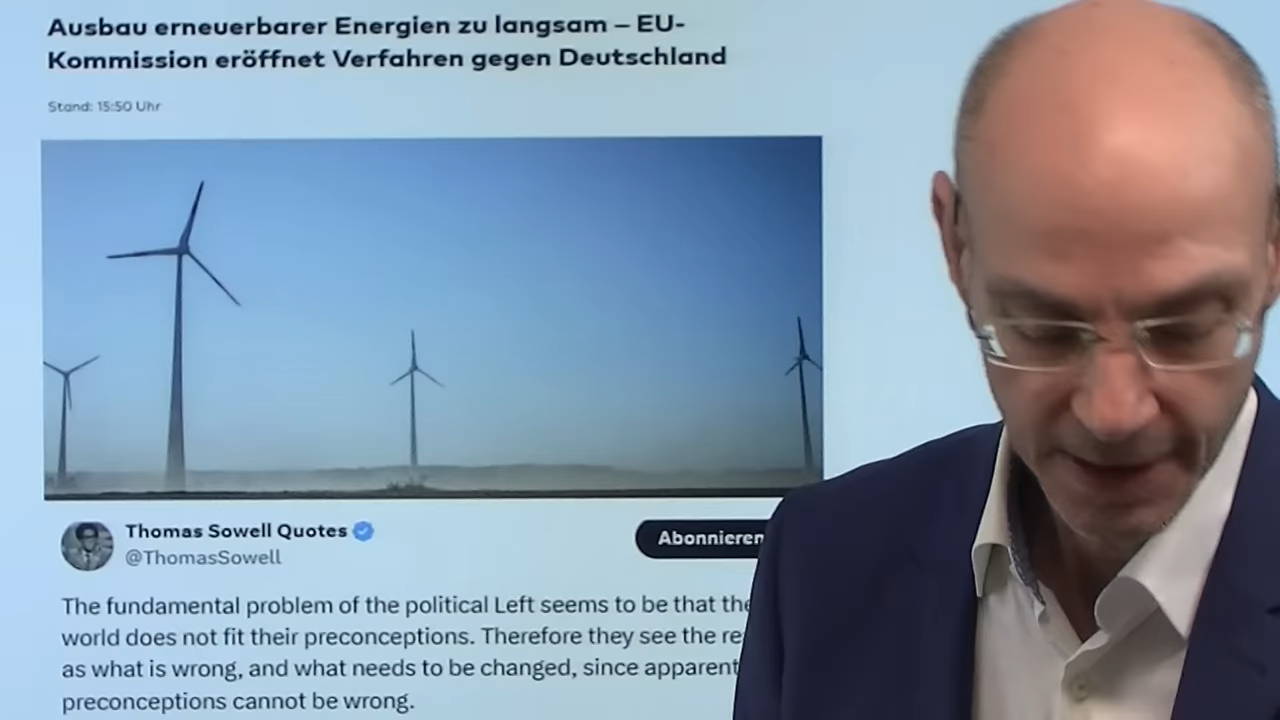 Ausbau erneuerbarer Energien zu langsam – EU-
Kommission eröffnet Verfahren gegen Deutschland
Stand: 15:50 Uhr
Thomas Sowell Quotes
@ThomasSowell
Abonnieren
The fundamental problem of the political Left seems to be that the
world does not fit their preconceptions. Therefore they see the
as what is wrong, and what needs to be changed, since
preconceptions cannot be wrong.